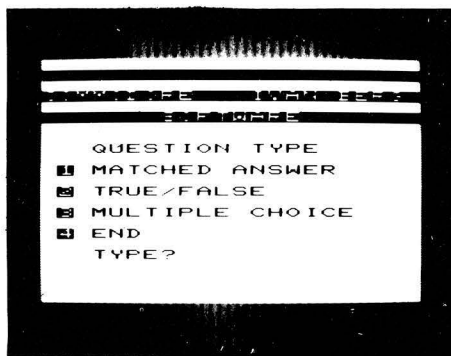 QUESTION TYPE
1 MATCHED ANSWER
2 TRUE/FALSE
3 MULTIPLE CHOICE
4 END
TYPE?